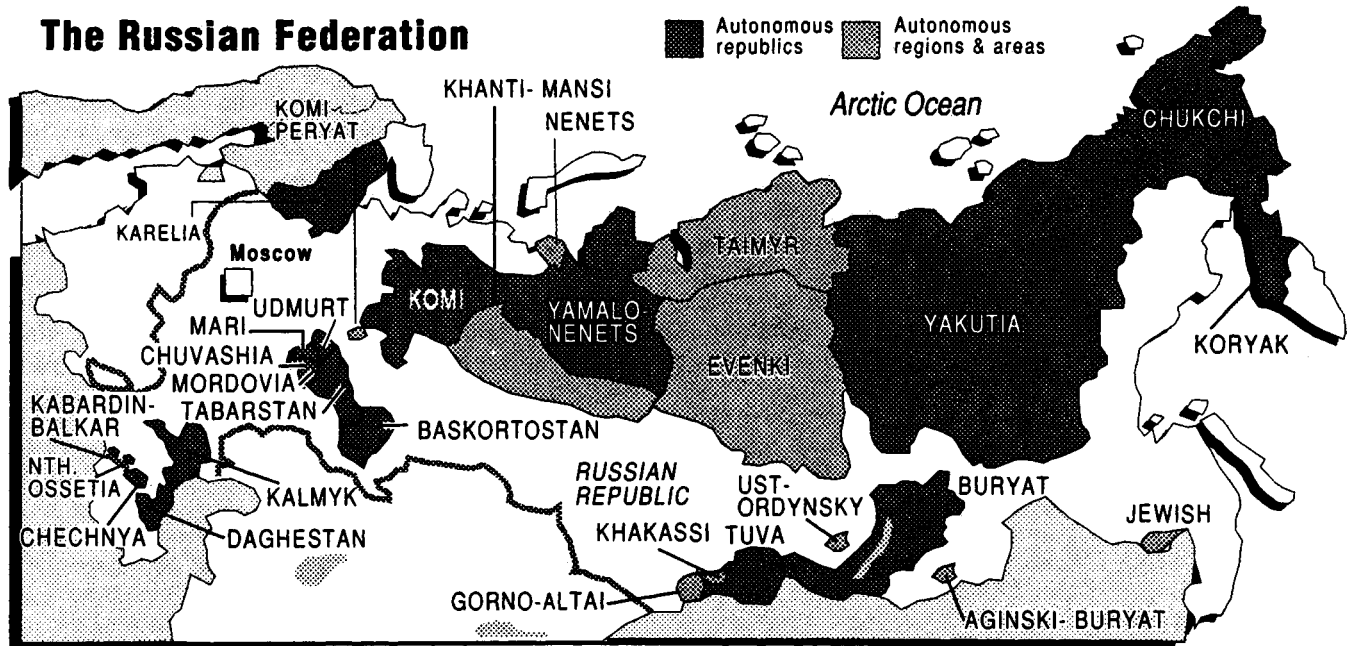 The Russian Federation
Autonomous
republics
Autonomous
regions & areas
KHANTI- MANSI
NENETS
Arctic Ocean
KOMI-
PERYAT
CHUKCHI
KARELIA
Moscow
TAIMYR
UDMURT
KOMI
YAMALO-
NENETS
YAKUTIA
MARI
CHUVASHIA
MORDOVIA
TABARSTAN
EVENKI
KORYAK
KABARDIN-
BALKAR
BASKORTOSTAN
NTH.
OSSETIA
KALMYK
RUSSIAN
REPUBLIC
UST-
ORDYNSKY
BURYAT
CHECHNYA
DAGHESTAN
KHAKASSI
TUVA
JEWISH
GORNO-ALTAI
AGINSKI- BURYAT